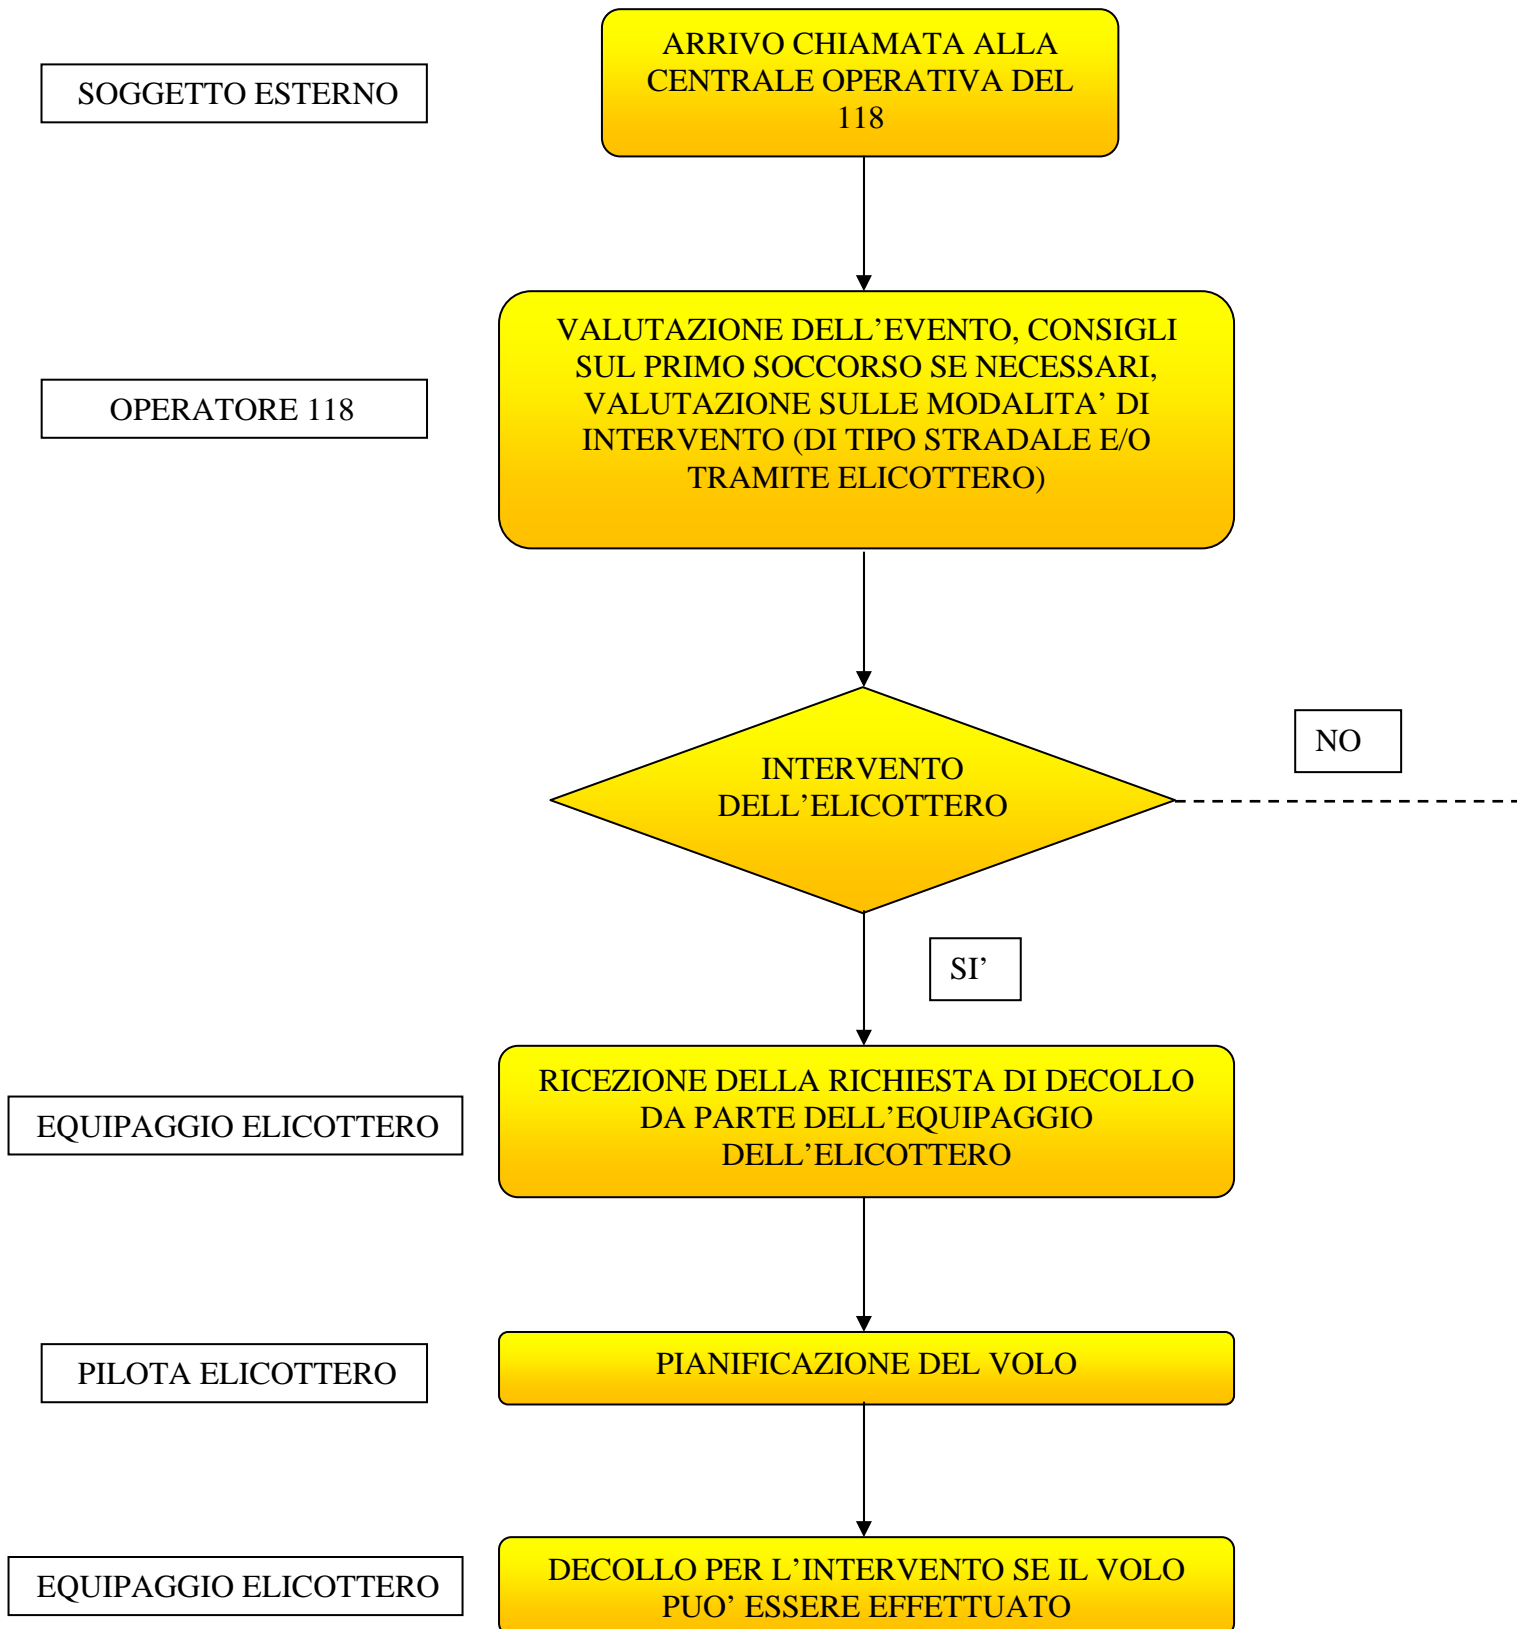 SOGGETTO ESTERNO
ARRIVO CHIAMATA ALLA
CENTRALE OPERATIVA DEL
118
OPERATORE 118
VALUTAZIONE DELL’EVENTO, CONSIGLI
SUL PRIMO SOCCORSO SE NECESSARI,
VALUTAZIONE SULLE MODALITA’ DI
INTERVENTO (DI TIPO STRADALE E/O
TRAMITE ELICOTTERO)
INTERVENTO
DELL’ELICOTTERO
NO
SI’
EQUIPAGGIO ELICOTTERO
RICEZIONE DELLA RICHIESTA DI DECOLLO
DA PARTE DELL’EQUIPAGGIO
DELL’ELICOTTERO
PILOTA ELICOTTERO
PIANIFICAZIONE DEL VOLO
EQUIPAGGIO ELICOTTERO
DECOLLO PER L’INTERVENTO SE IL VOLO
PUO’ ESSERE EFFETTUATO